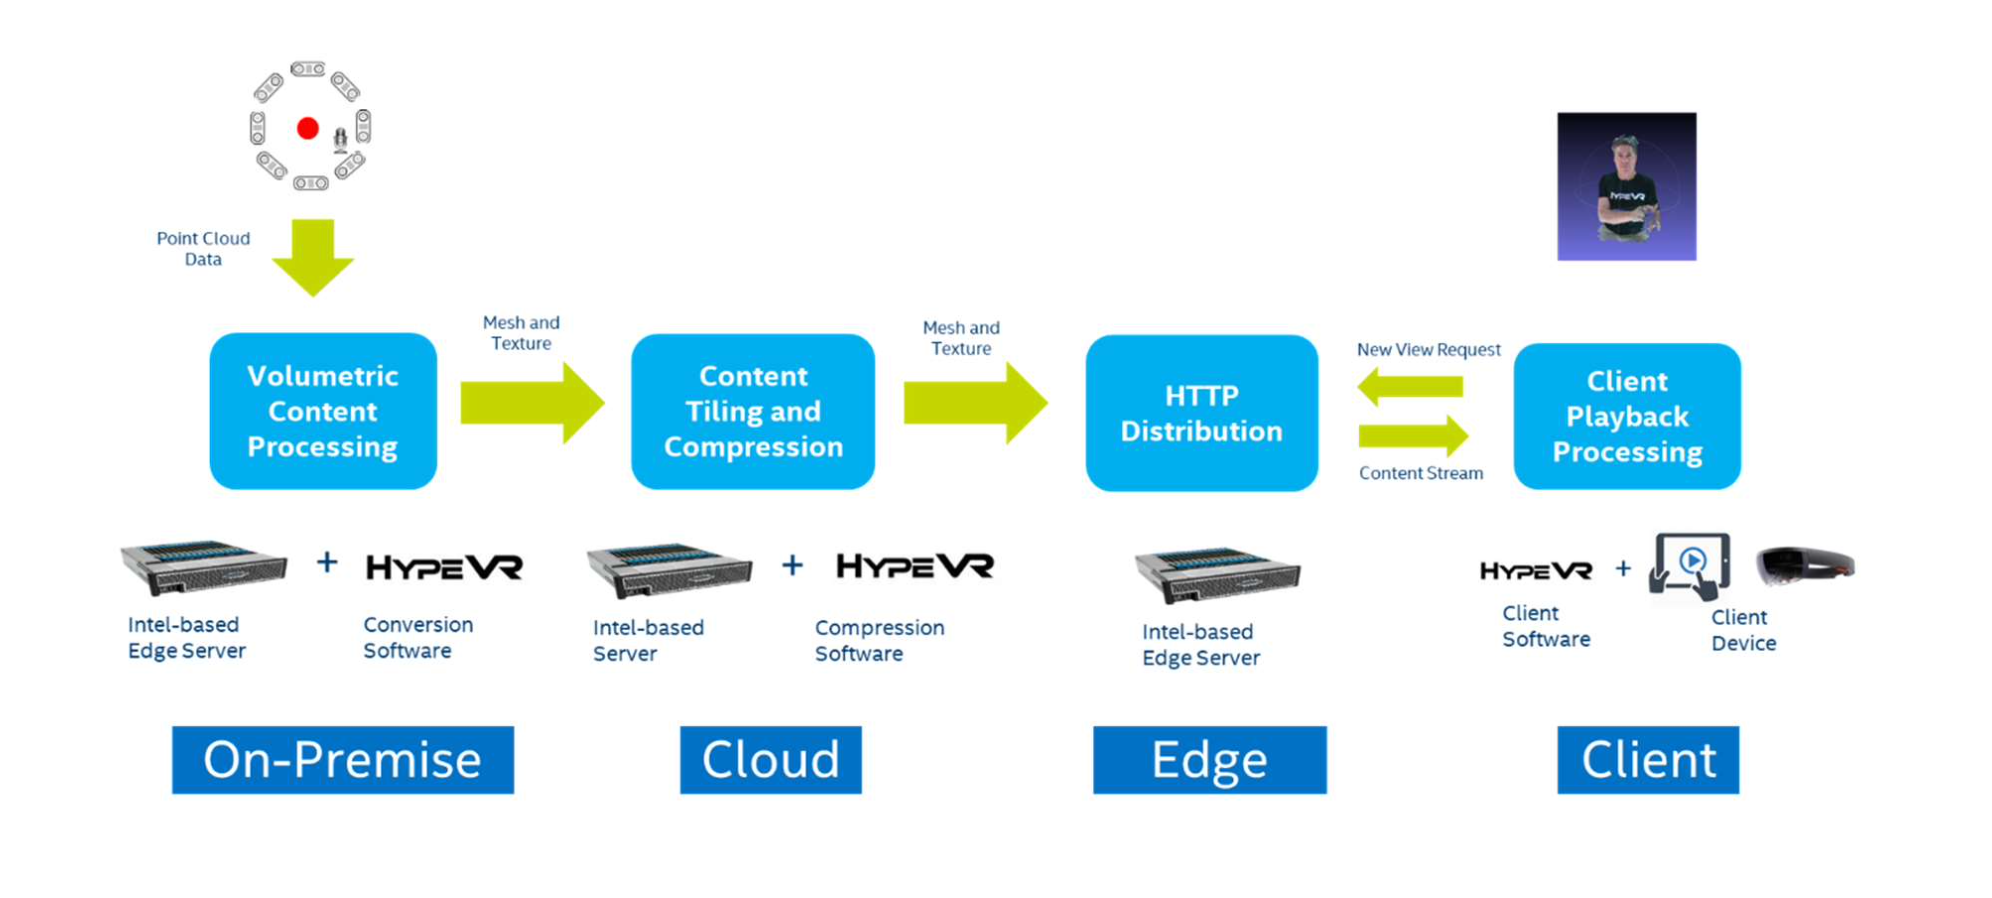 Point Cloud
Data
Volumetric
Content
Processing
Mesh and
Texture
Content
Tiling and
Compression
Mesh and
Texture
HTTP
Distribution
New View Request
Content Stream
HYPEVR
Client
Playback
Processing
+
HYPEVR
Intel-based
Edge Server
Conversion
Software
+
HYPEVR
Intel-based
Server
Compression
Software
Intel-based
Edge Server
HYPEVR
+
Client
Software
Client
Device
On-Premise
Cloud
Edge
Client